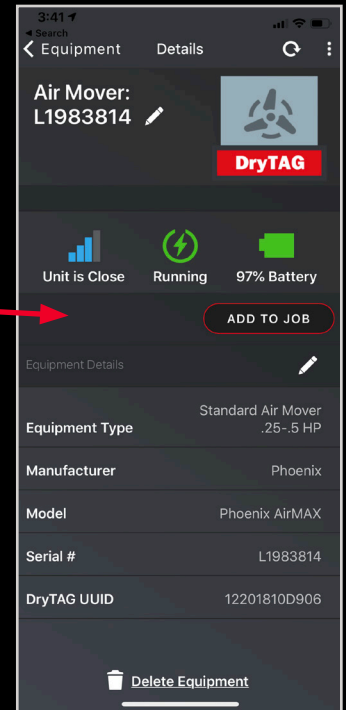 3:41
◀ Search
Equipment Details
Air Mover:
L1983814
DryTAG
Unit is Close Running 97% Battery
ADD TO JOB
Equipment Details
Equipment Type Standard Air Mover
.25-.5 HP
Manufacturer Phoenix
Model Phoenix AirMAX
Serial # L1983814
DryTAG UUID 12201810D906
Delete Equipment